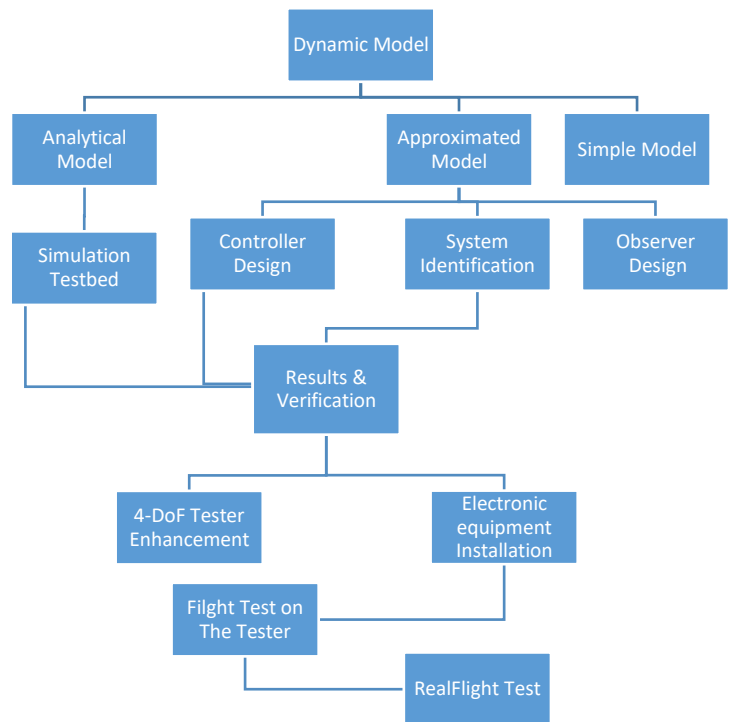 Dynamic Model
Analytical
Model
Approximated
Model
Simple Model
Simulation
Testbed
Controller
Design
System
Identification
Observer
Design
Results &
Verification
4-DoF Tester
Enhancement
Electronic
equipment
Installation
Filght Test on
The Tester
RealFlight Test